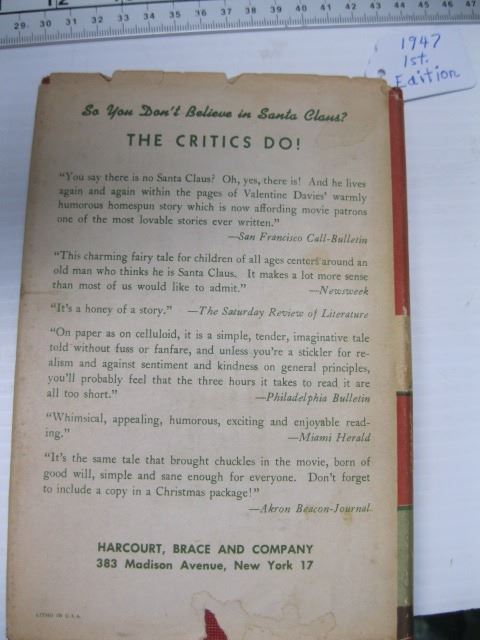 12
29 30 31 32 33 34 35 36 37 38 39 40 41 42 43 44 45 46 47
1947
1st.
Edition
So You Don't Believe in Santa Claus?
THE CRITICS DO!
"You say there is no Santa Claus? Oh, yes, there is! And he lives
again and again within the pages of Valentine Davies' warmly
humorous homespun story which is now affording movie patrons
one of the most lovable stories ever written."
—San Francisco Call-Bulletin
"This charming fairy tale for children of all ages centers around an
old man who thinks he is Santa Claus. It makes a lot more sense
than most of us would like to admit." —Newsweek
"It's a honey of a story." —The Saturday Review of Literature
"On paper as on celluloid, it is a simple, tender, imaginative tale
told without fuss or fanfare, and unless you're a stickler for re-
alism and against sentiment and kindness on general principles,
you'll probably feel that the three hours it takes to read it are
all too short." —Philadelphia Bulletin
"Whimsical, appealing, humorous, exciting and enjoyable read-
ing." —Miami Herald
"It's the same tale that brought chuckles in the movie, born of
good will, simple and sane enough for everyone. Don't forget
to include a copy in a Christmas package!"
—Akron Beacon-Journal
HARCOURT, BRACE AND COMPANY
383 Madison Avenue, New York 17
LITHO IN U.S.A.